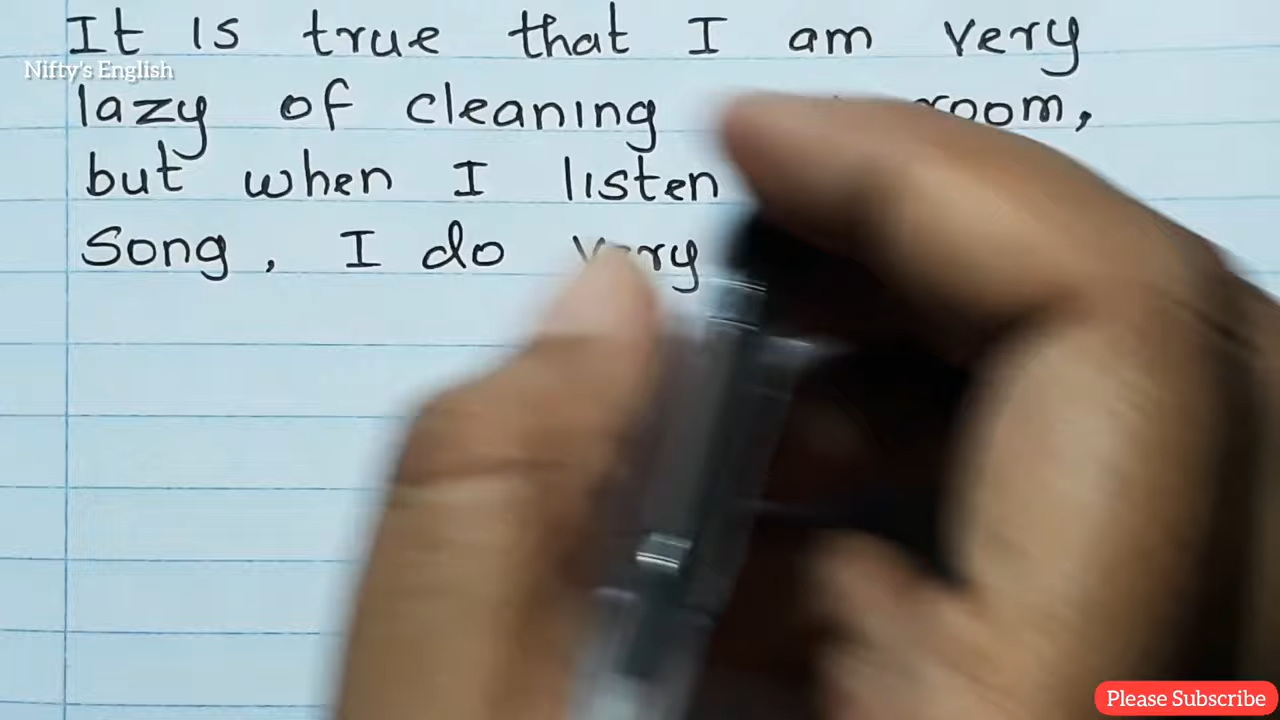 It is true that I am very
Nifty's English
lazy of cleaning room,
but when I listen
Song, I do very
Please Subscribe